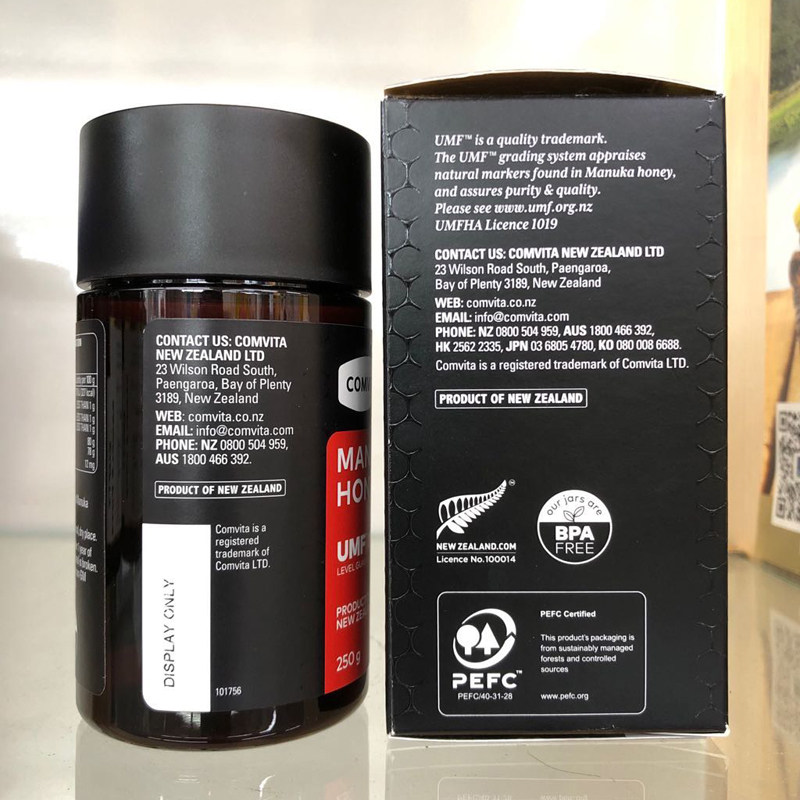 CONTACT US: COMVITA
NEW ZEALAND LTD
23 Wilson Road South,
Paengaroa, Bay of Plenty
3189, New Zealand
WEB: comvita.co.nz
EMAIL: info@comvita.com
PHONE: NZ 0800 504 959,
AUS 1800 466 392.
PRODUCT OF NEW ZEALAND
Comvita is a
registered
trademark of
Comvita LTD.
DISPLAY ONLY
101756
UMF
250 g
dry place.
year of
broken.
UMF™ is a quality trademark.
The UMF™ grading system appraises
natural markers found in Manuka honey,
and assures purity & quality.
Please see www.umf.org.nz
UMFHA Licence 1019
CONTACT US: COMVITA NEW ZEALAND LTD
23 Wilson Road South, Paengaroa,
Bay of Plenty 3189, New Zealand
WEB: comvita.co.nz
EMAIL: info@comvita.com
PHONE: NZ 0800 504 959, AUS 1800 466 392,
HK 2562 2335, JPN 03 6805 4780, KO 080 008 6688.
Comvita is a registered trademark of Comvita LTD.
PRODUCT OF NEW ZEALAND
NEW ZEALAND.COM
Licence No.100014
our jars are
BPA
FREE
PEFC™
PEFC/40-31-28
PEFC Certified
This product's packaging is
from sustainably managed
forests and controlled
sources
www.pefc.org